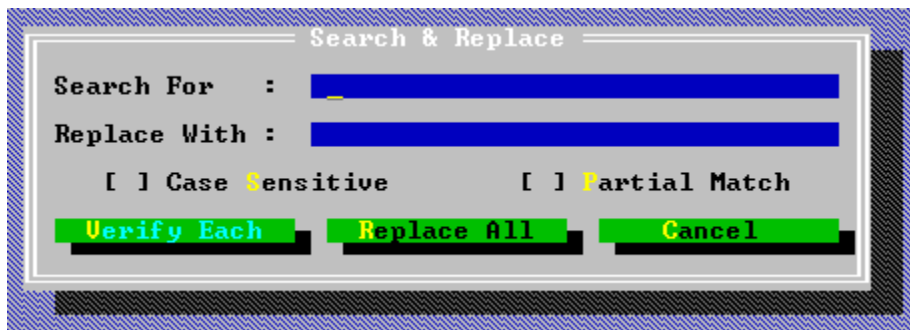 Search & Replace
Search For   :
Replace With :
[ ] Case Sensitive    [ ] Partial Match
Verify Each    Replace All    Cancel